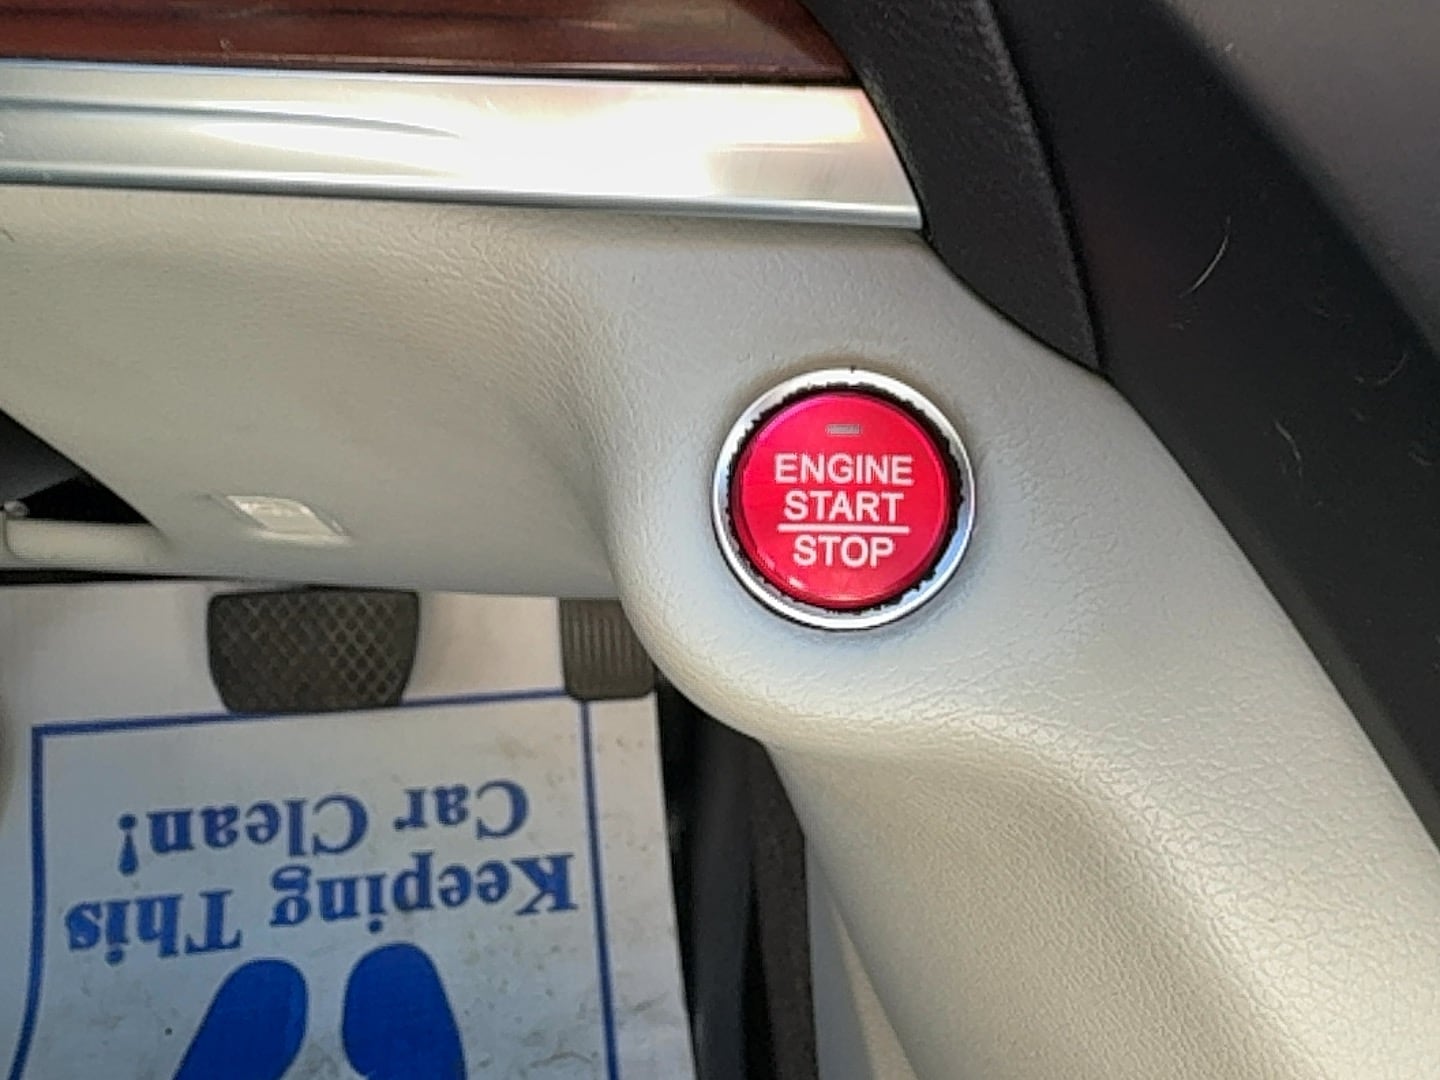 ENGINE
START
STOP
Keeping This
Car Clean!